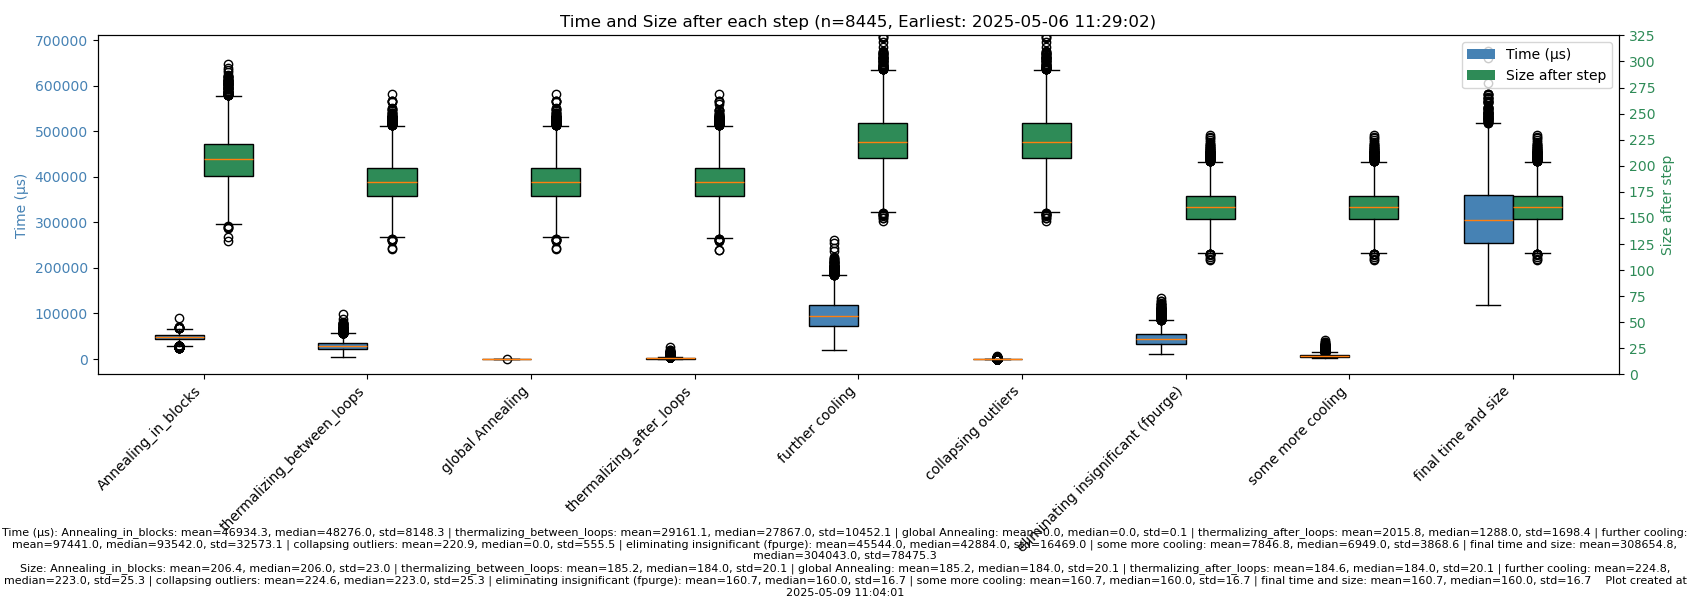 Time and Size after each step (n=8445, Earliest: 2025-05-06 11:29:02)
700000
600000
500000
400000
300000
200000
100000
0
Time (µs)
325
300
275
250
225
200
175
150
125
100
75
50
25
0
Size after step
Time (µs)
Size after step
Annealing_in_blocks
thermalizing_between_loops
global Annealing
thermalizing_after_loops
further cooling
collapsing outliers
eliminating insignificant (fpurge)
some more cooling
final time and size
Time (µs): Annealing_in_blocks: mean=46934.3, median=48276.0, std=8148.3 | thermalizing_between_loops: mean=29161.1, median=27867.0, std=10452.1 | global Annealing: mean=0.0, median=0.0, std=0.1 | thermalizing_after_loops: mean=2015.8, median=1288.0, std=1698.4 | further cooling:
mean=97441.0, median=93542.0, std=32573.1 | collapsing outliers: mean=220.9, median=0.0, std=555.5 | eliminating insignificant (fpurge): mean=45544.0, median=42884.0, std=16469.0 | some more cooling: mean=7846.8, median=6949.0, std=3868.6 | final time and size: mean=308654.8,
median=304043.0, std=78475.3
Size: Annealing_in_blocks: mean=206.4, median=206.0, std=23.0 | thermalizing_between_loops: mean=185.2, median=184.0, std=20.1 | global Annealing: mean=185.2, median=184.0, std=20.1 | thermalizing_after_loops: mean=184.6, median=184.0, std=20.1 | further cooling: mean=224.8,
median=223.0, std=25.3 | collapsing outliers: mean=224.6, median=223.0, std=25.3 | eliminating insignificant (fpurge): mean=160.7, median=160.0, std=16.7 | some more cooling: mean=160.7, median=160.0, std=16.7 | final time and size: mean=160.7, median=160.0, std=16.7    Plot created at
2025-05-09 11:04:01